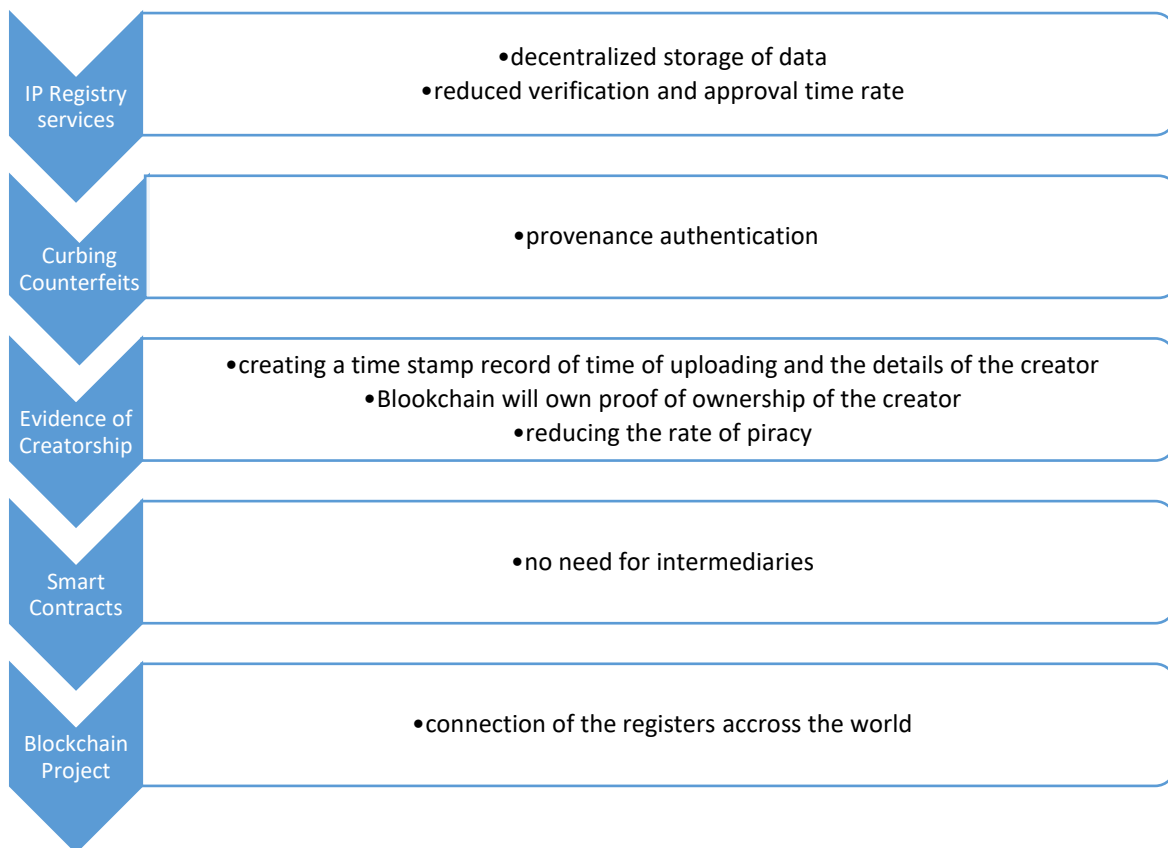 IP Registry
services
•decentralized storage of data
•reduced verification and approval time rate
Curbing
Counterfeits
•provenance authentication
Evidence of
Creatorship
•creating a time stamp record of time of uploading and the details of the creator
•Blookchain will own proof of ownership of the creator
•reducing the rate of piracy
Smart
Contracts
•no need for intermediaries
Blockchain
Project
•connection of the registers accross the world